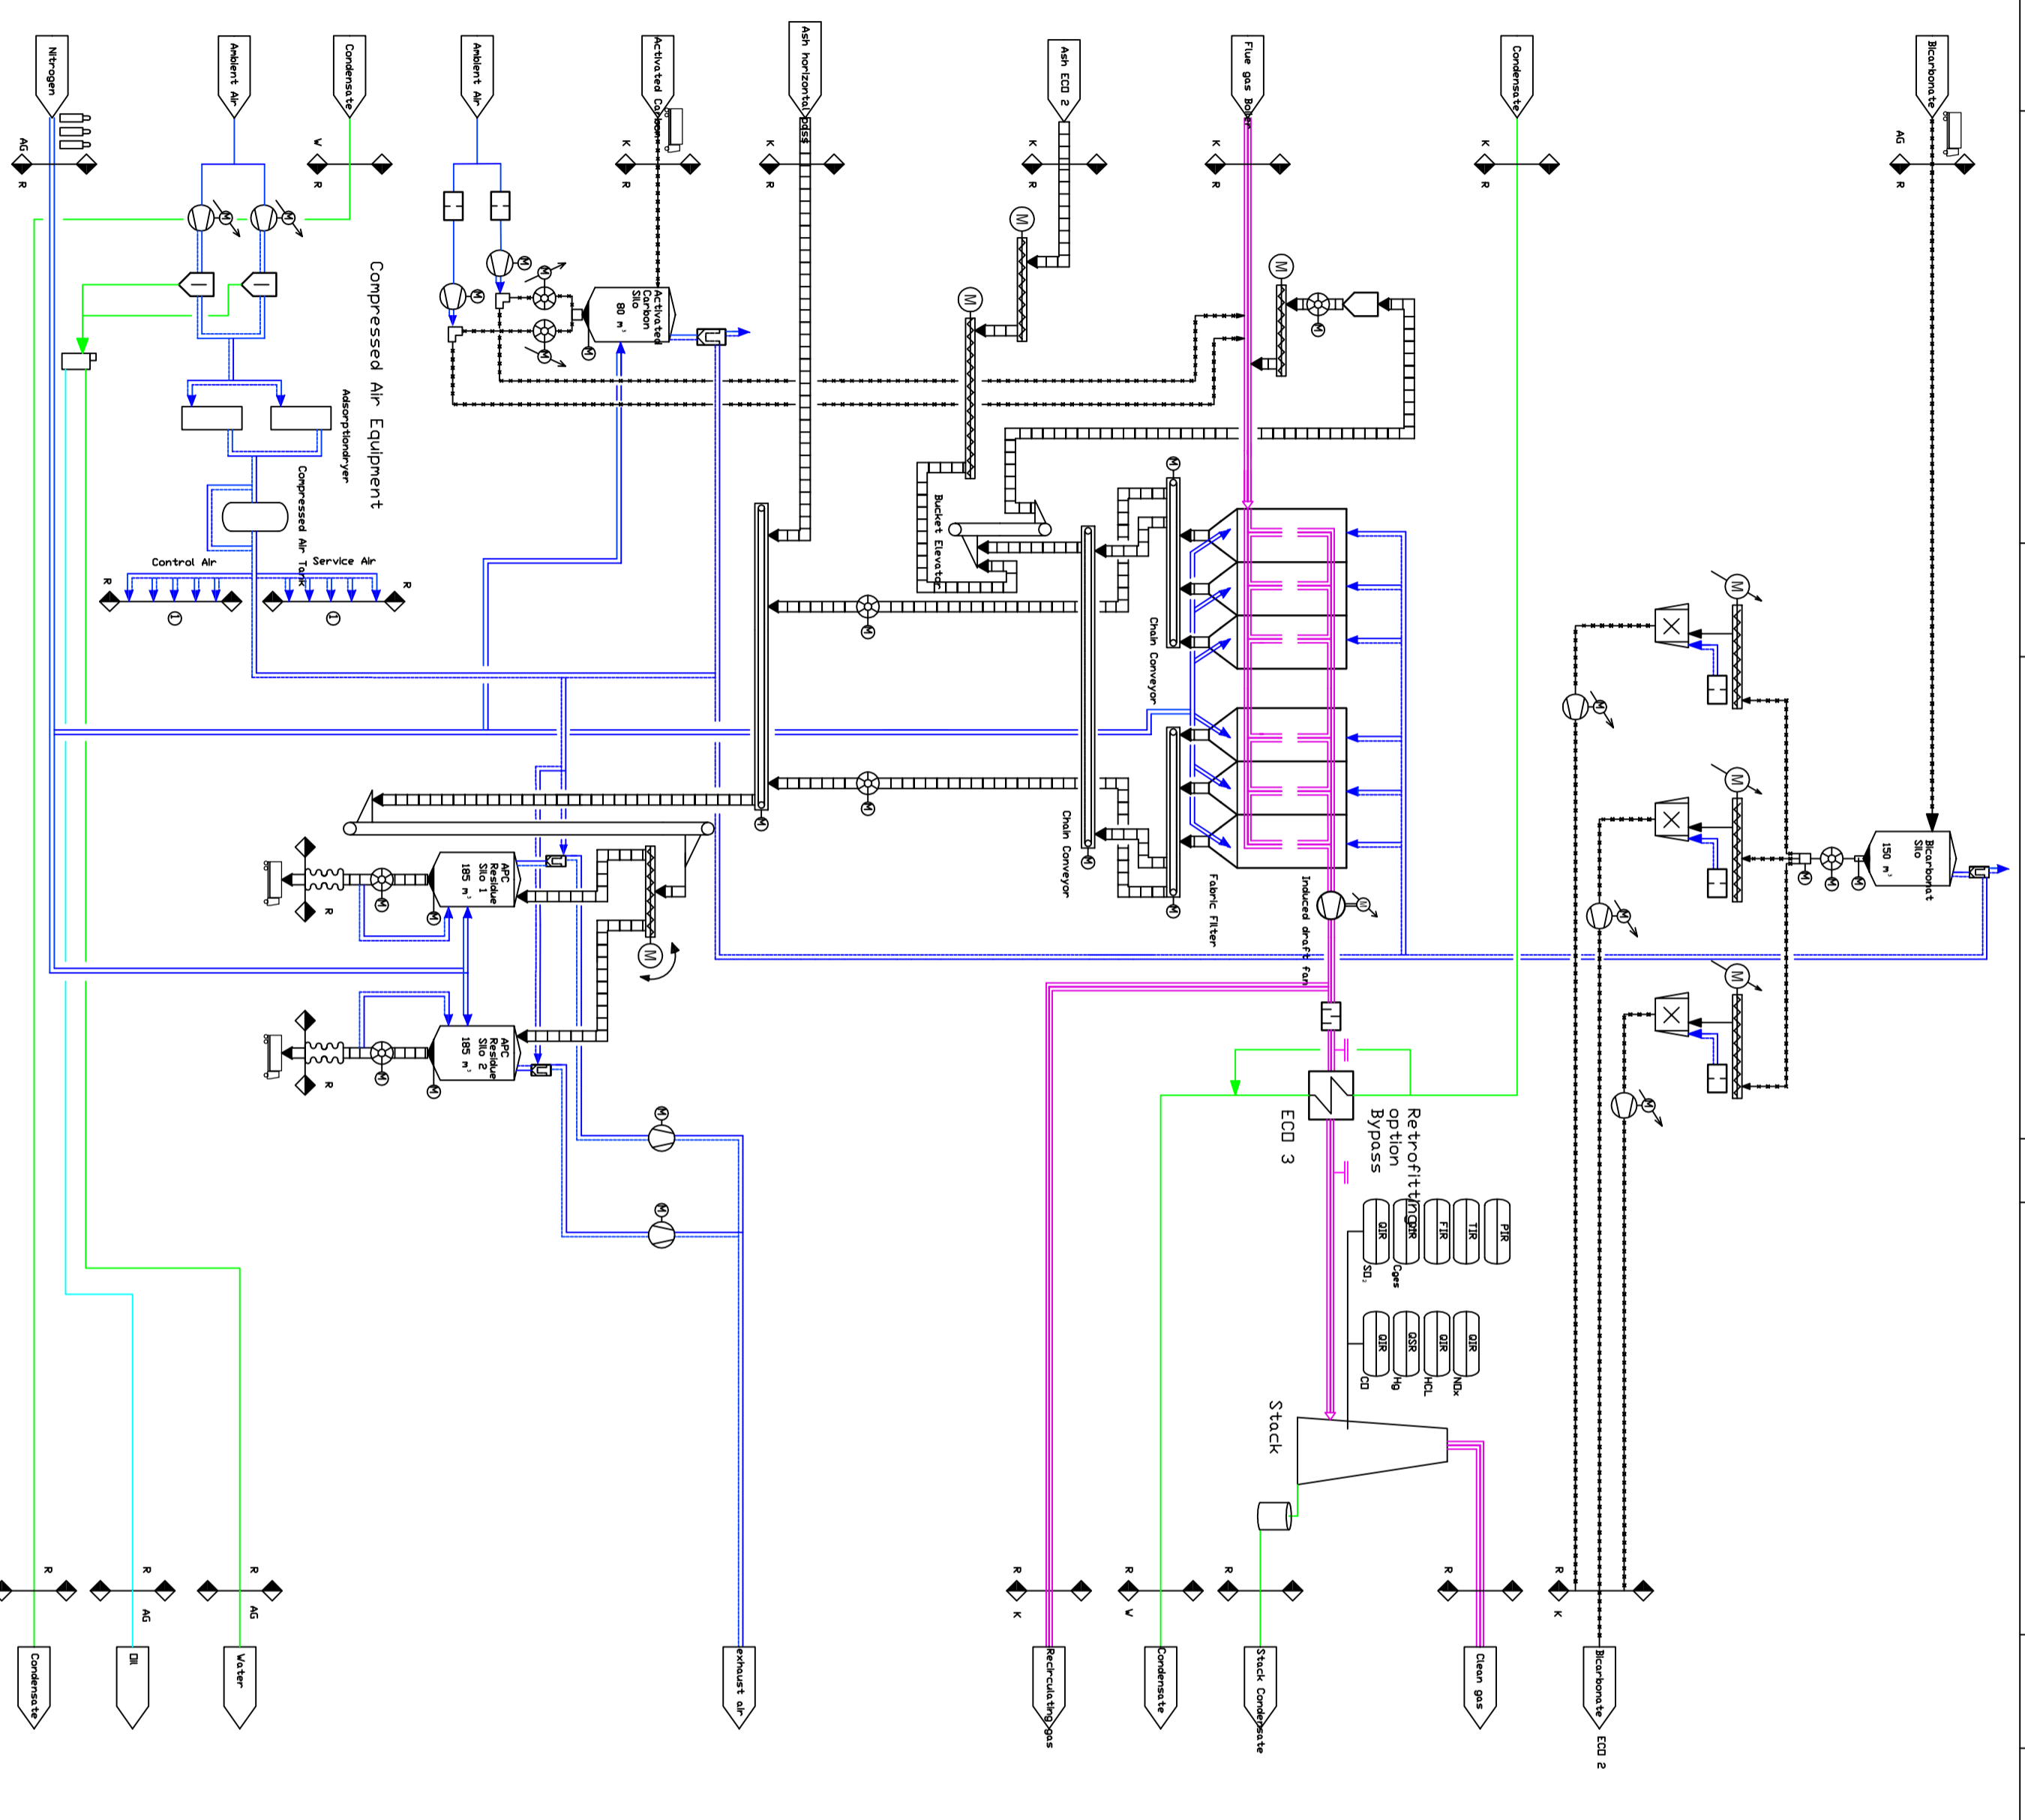 Bicarbonate
AG
R
Condensate
K
R
Flue gas Boiler
K
R
Ash ECO 2
K
R
Ash horizontal pass
K
R
Activated Carbon
K
R
Ambient Air
Condensate
W
R
Ambient Air
Nitrogen
AG
R
M
M
M
M
M
M
M
M
M
M
M
M
Activated
Carbon
Silo
80 m³
Compressed Air Equipment
Adsorptiondryer
Compressed Air Tank
Control Air
Service Air
R
R
1
1
Bucket Elevator
Chain Conveyor
Chain Conveyor
M
M
M
M
M
M
M
M
Fabric Filter
Induced draft fan
M
M
M
M
M
M
M
M
M
M
Bicarbonat
Silo
150 m³
APC
Residue
Silo 1
185 m³
M
M
R
APC
Residue
Silo 2
185 m³
M
M
R
M
M
M
ECO 3
Retrofitting
option
Bypass
PIR
TIR
FIR
QIR
Cges
QIR
SO₂
QIR
NOx
QIR
HCL
QSR
Hg
QIR
CO
Stack
R
K
Bicarbonate ECO 2
R
Clean gas
R
Stack Condensate
R
W
Condensate
R
K
Recirculating gas
exhaust air
R
AG
Water
R
AG
Oil
R
Condensate